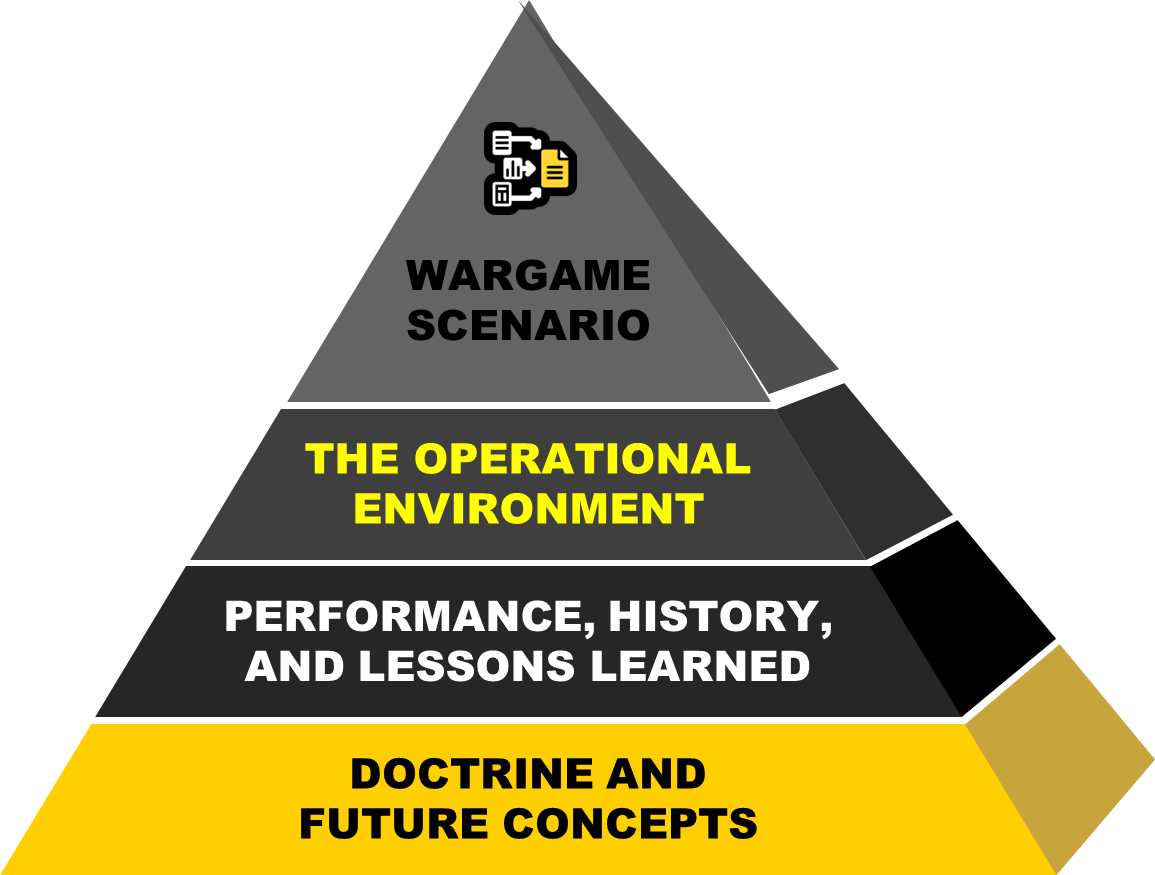 WARGAME
SCENARIO
THE OPERATIONAL
ENVIRONMENT
PERFORMANCE, HISTORY,
AND LESSONS LEARNED
DOCTRINE AND
FUTURE CONCEPTS